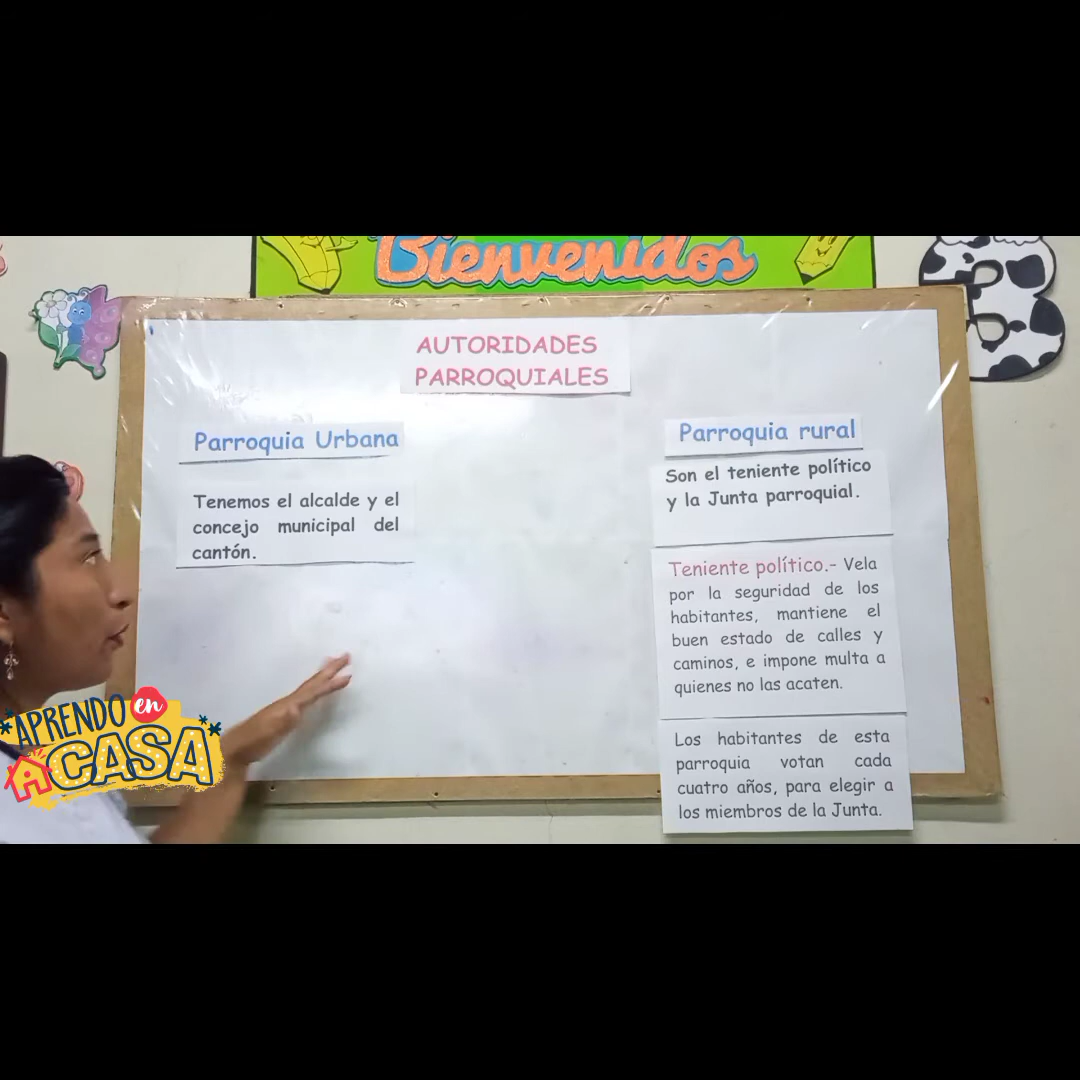 Bienvenidos
AUTORIDADES
PARROQUIALES
Parroquia Urbana
Tenemos el alcalde y el
concejo municipal del
cantón.
Parroquia rural
Son el teniente político
y la Junta parroquial.
Teniente político.- Vela
por la seguridad de los
habitantes, mantiene el
buen estado de calles y
caminos, e impone multa a
quienes no las acaten.
Los habitantes de esta
parroquia votan cada
cuatro años, para elegir a
los miembros de la Junta.
APRENDO en
CASA
B